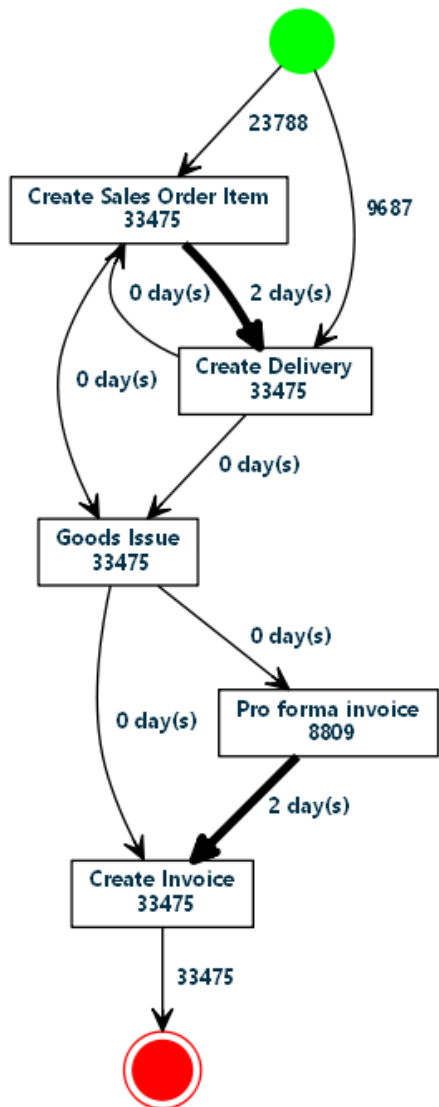 23788
Create Sales Order Item
33475
9687
0 day(s)
2 day(s)
Create Delivery
33475
0 day(s)
0 day(s)
Goods Issue
33475
0 day(s)
Pro forma invoice
8809
0 day(s)
2 day(s)
Create Invoice
33475
33475